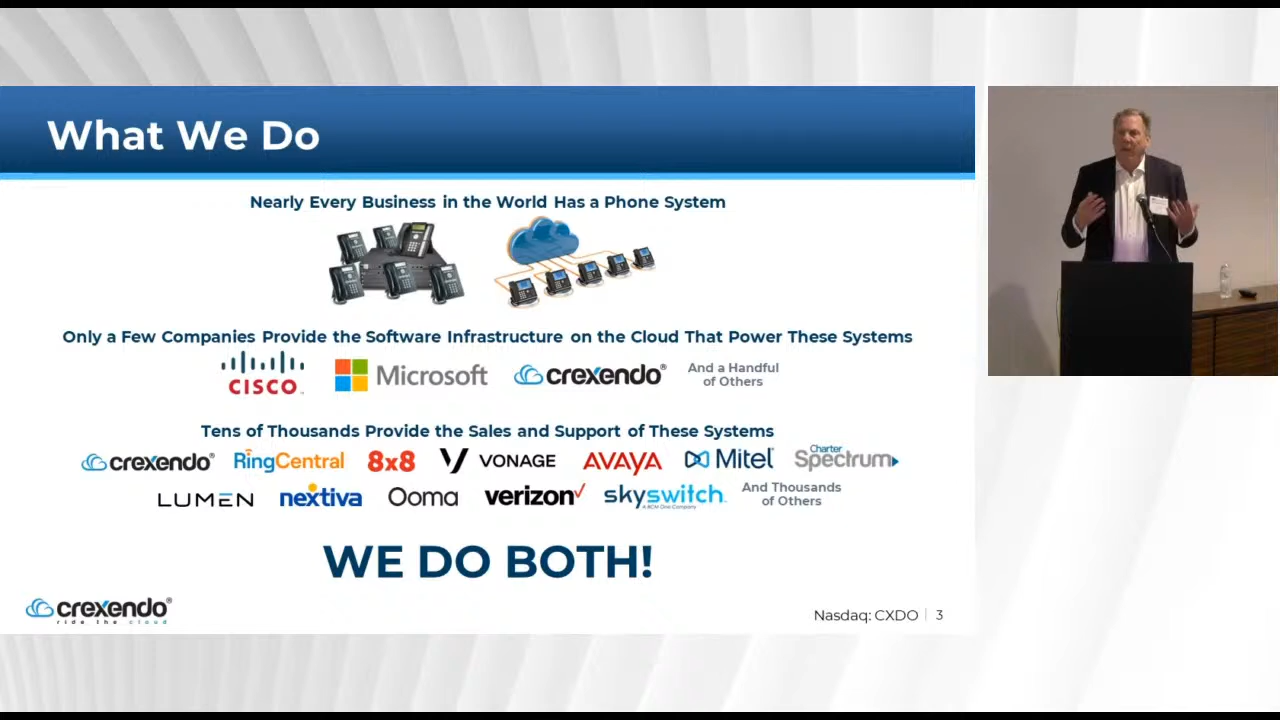 What We Do
Nearly Every Business in the World Has a Phone System
Only a Few Companies Provide the Software Infrastructure on the Cloud That Power These Systems
CISCO Microsoft crexendo® And a Handful
of Others
Tens of Thousands Provide the Sales and Support of These Systems
crexendo® RingCentral 8x8 VONAGE AVAYA Mitel Charter Spectrum
LUMEN nextiva Ooma verizon skyswitch And Thousands
A BCM One Company of Others
WE DO BOTH!
crexendo®
ride the cloud
Nasdaq: CXDO | 3